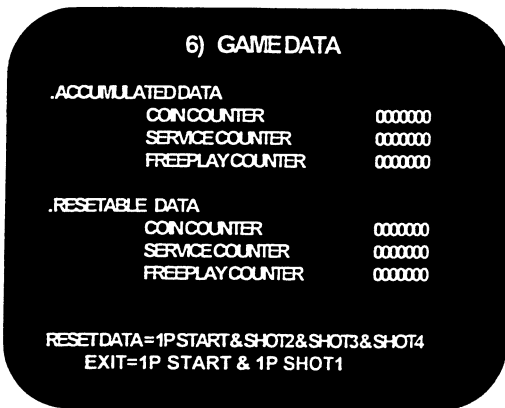 6) GAME DATA
.ACCUMULATED DATA
COIN COUNTER 0000000
SERVICE COUNTER 0000000
FREEPLAY COUNTER 0000000
.RESETABLE DATA
COIN COUNTER 0000000
SERVICE COUNTER 0000000
FREEPLAY COUNTER 0000000
RESET DATA=1P START & SHOT2 & SHOT3 & SHOT4
EXIT=1P START & 1P SHOT1